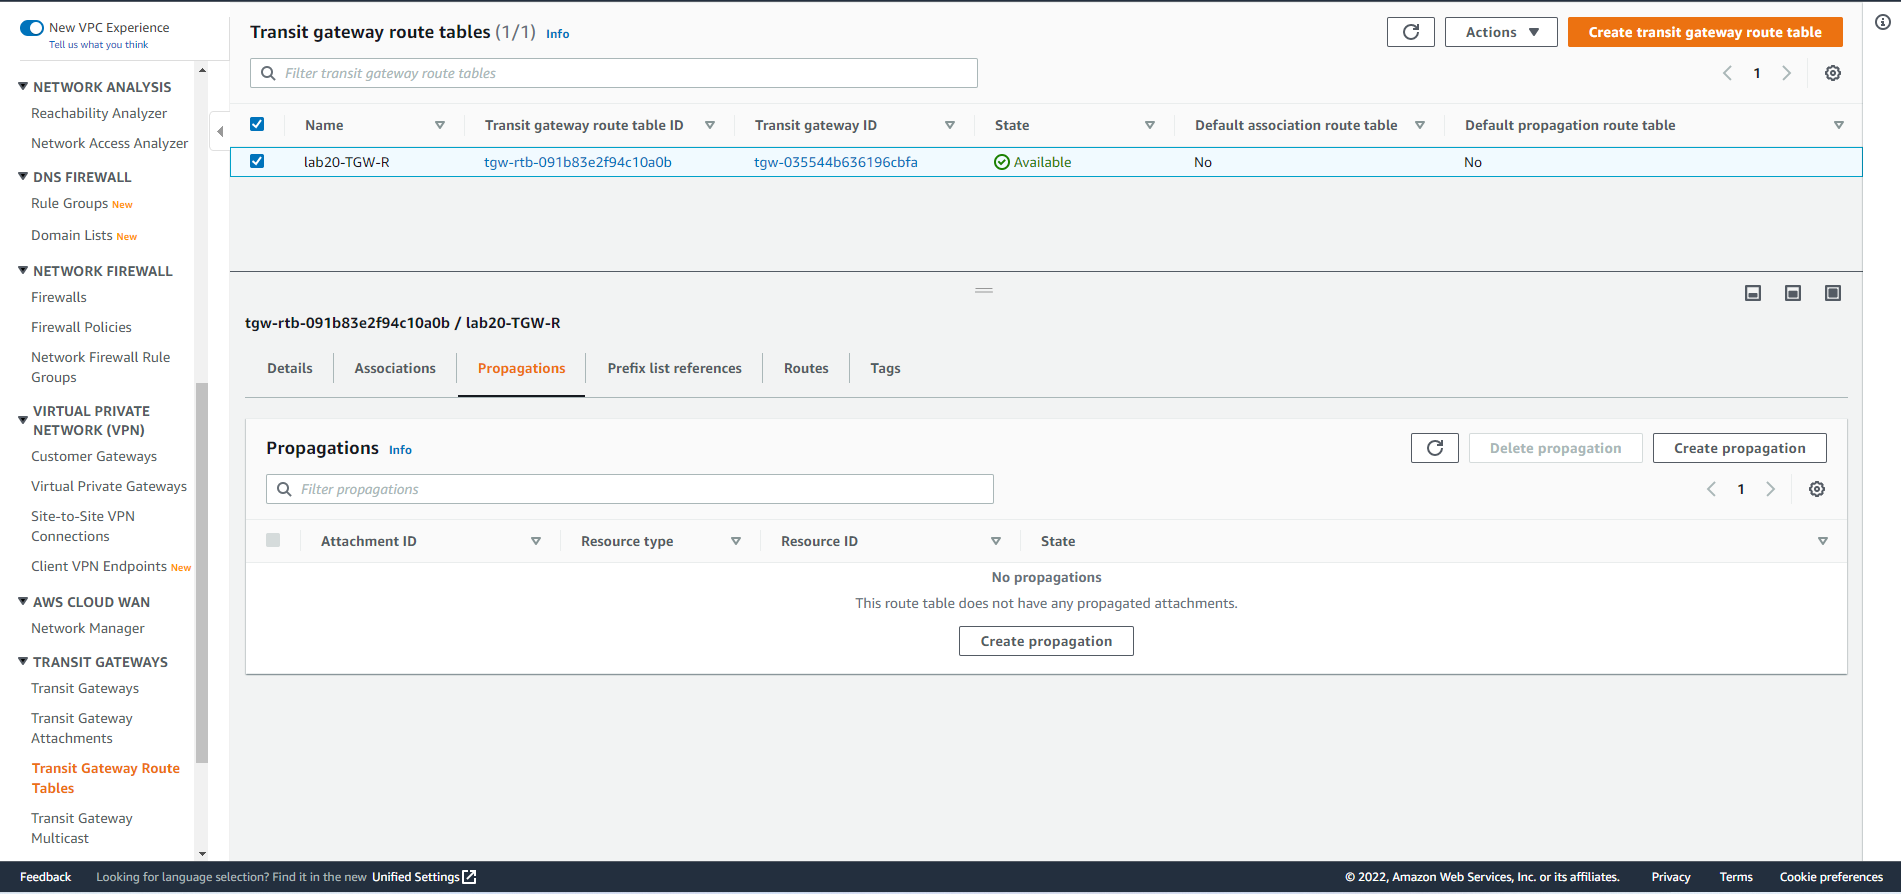 New VPC Experience
Tell us what you think
NETWORK ANALYSIS
Reachability Analyzer
Network Access Analyzer
DNS FIREWALL
Rule Groups New
Domain Lists New
NETWORK FIREWALL
Firewalls
Firewall Policies
Network Firewall Rule
Groups
VIRTUAL PRIVATE
NETWORK (VPN)
Customer Gateways
Virtual Private Gateways
Site-to-Site VPN
Connections
Client VPN Endpoints New
AWS CLOUD WAN
Network Manager
TRANSIT GATEWAYS
Transit Gateways
Transit Gateway
Attachments
Transit Gateway Route
Tables
Transit Gateway
Multicast
Transit gateway route tables (1/1) Info
Actions
Create transit gateway route table
Filter transit gateway route tables
1
Name Transit gateway route table ID Transit gateway ID State Default association route table Default propagation route table
lab20-TGW-R tgw-rtb-091b83e2f94c10a0b tgw-035544b636196cbfa Available No No
tgw-rtb-091b83e2f94c10a0b / lab20-TGW-R
Details Associations Propagations Prefix list references Routes Tags
Propagations Info
Delete propagation Create propagation
Filter propagations
1
Attachment ID Resource type Resource ID State
No propagations
This route table does not have any propagated attachments.
Create propagation
Feedback Looking for language selection? Find it in the new Unified Settings © 2022, Amazon Web Services, Inc. or its affiliates. Privacy Terms Cookie preferences